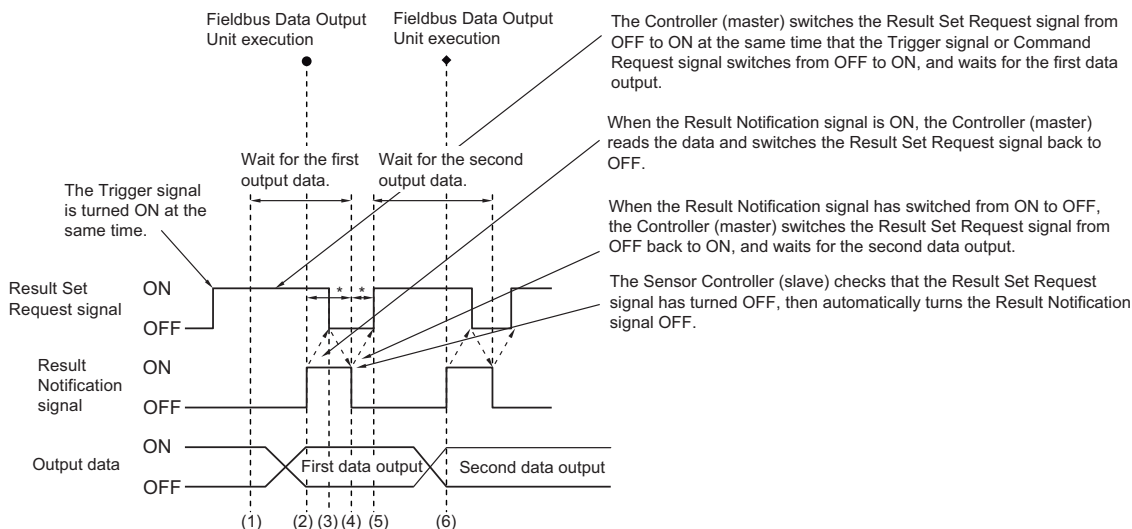 Fieldbus Data Output
Unit execution
Fieldbus Data Output
Unit execution
The Controller (master) switches the Result Set Request signal from
OFF to ON at the same time that the Trigger signal or Command
Request signal switches from OFF to ON, and waits for the first data
output.
When the Result Notification signal is ON, the Controller (master)
reads the data and switches the Result Set Request signal back to
OFF.
Wait for the first
output data.
Wait for the second
output data.
The Trigger signal
is turned ON at the
same time.
When the Result Notification signal has switched from ON to OFF,
the Controller (master) switches the Result Set Request signal from
OFF back to ON, and waits for the second data output.
The Sensor Controller (slave) checks that the Result Set Request
signal has turned OFF, then automatically turns the Result Notification
signal OFF.
Result Set
Request signal
ON
OFF
* *
Result
Notification
signal
ON
OFF
Output data
ON
OFF
First data output
Second data output
(1) (2) (3) (4) (5) (6)